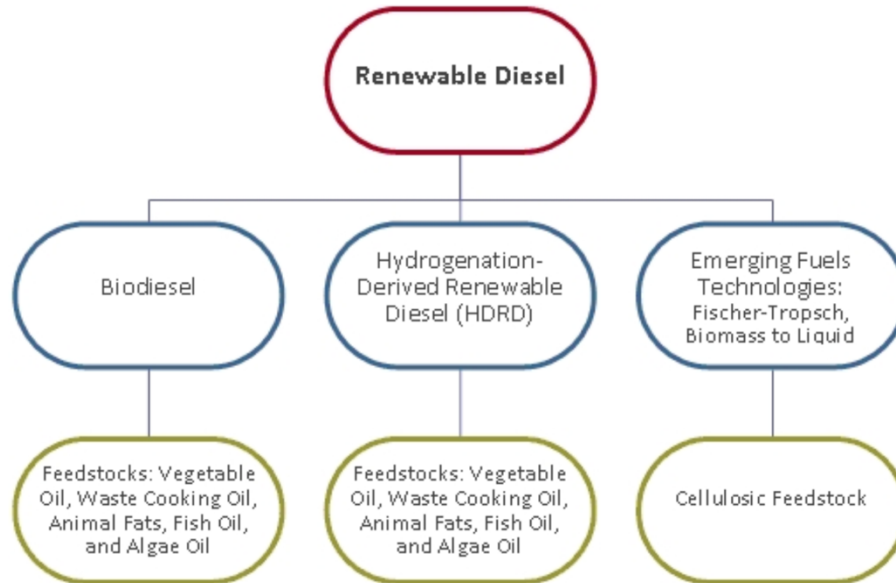 Renewable Diesel
Biodiesel
Hydrogenation-
Derived Renewable
Diesel (HDRD)
Emerging Fuels
Technologies:
Fischer-Tropsch,
Biomass to Liquid
Feedstocks: Vegetable
Oil, Waste Cooking Oil,
Animal Fats, Fish Oil,
and Algae Oil
Feedstocks: Vegetable
Oil, Waste Cooking Oil,
Animal Fats, Fish Oil,
and Algae Oil
Cellulosic Feedstock